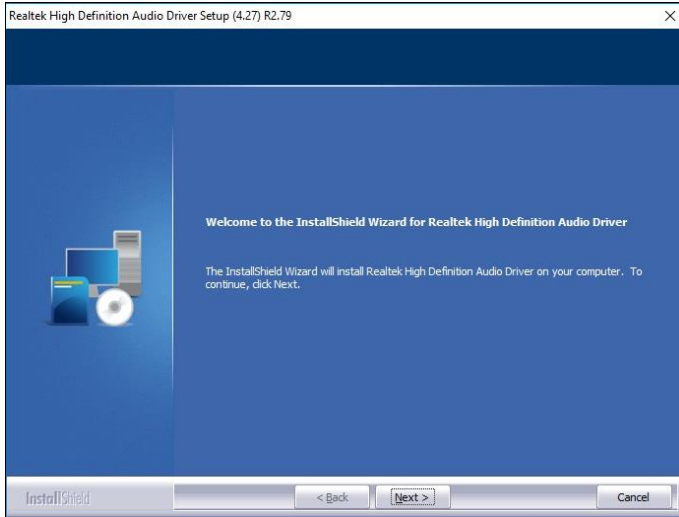 Realtek High Definition Audio Driver Setup (4.27) R2.79
Welcome to the InstallShield Wizard for Realtek High Definition Audio Driver
The InstallShield Wizard will install Realtek High Definition Audio Driver on your computer. To
continue, click Next.
InstallShield
< Back
Next >
Cancel